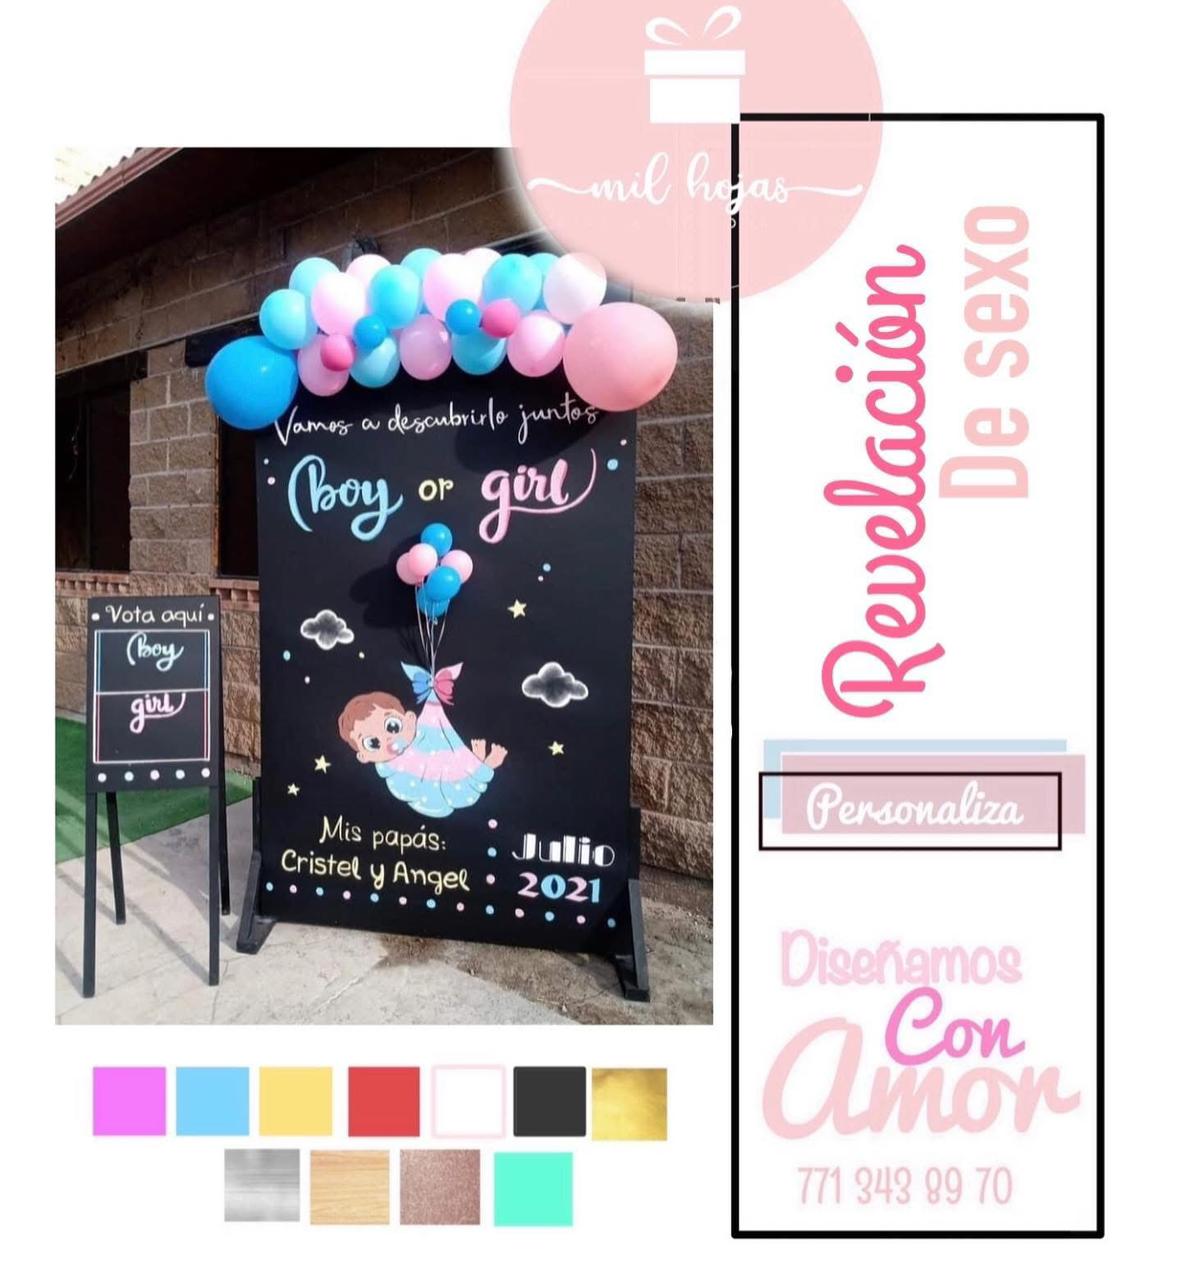 mil hojas
Vamos a descubrirlo juntos
boy or girl
Vota aquí
boy
girl
Mis papás:
Cristel y Angel
Julio
2021
Revelación
De sexo
Personaliza
Diseñamos
Con
Amor
771 343 89 70